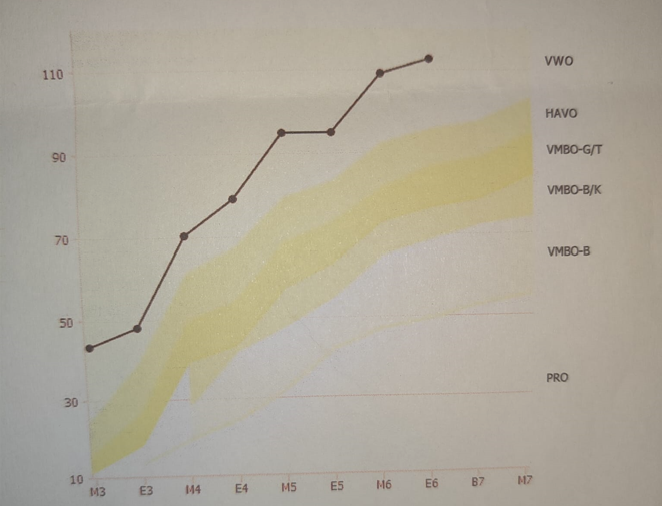 110
90
70
50
30
10
M3 E3 M4 E4 M5 E5 M6 E6 B7 M7
VWO
HAVO
VMBO-G/T
VMBO-B/K
VMBO-B
PRO